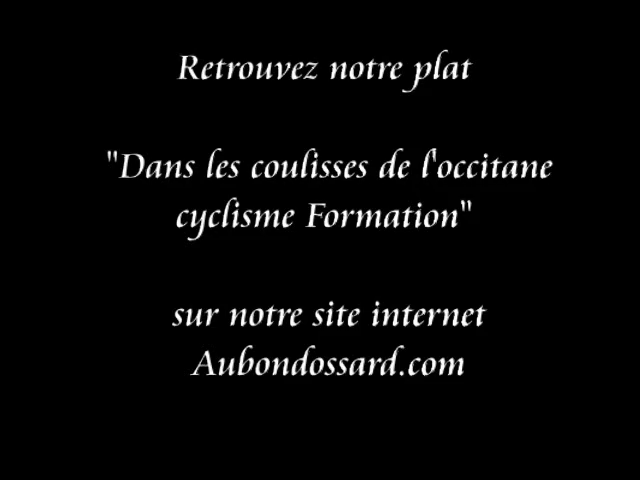 Retrouvez notre plat
"Dans les coulisses de l'occitane
cyclisme Formation"
sur notre site internet
Aubondossard.com